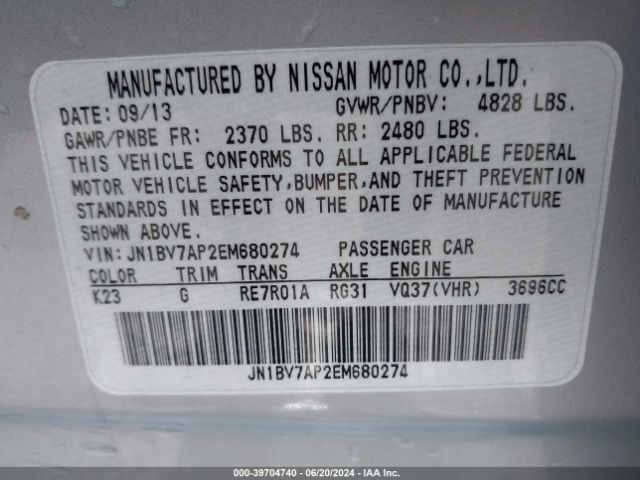 MANUFACTURED BY NISSAN MOTOR CO.,LTD.
DATE: 09/13 GVWR/PNBV: 4828 LBS.
GAWR/PNBE FR: 2370 LBS. RR: 2480 LBS.
THIS VEHICLE CONFORMS TO ALL APPLICABLE FEDERAL
MOTOR VEHICLE SAFETY,BUMPER,AND THEFT PREVENTION
STANDARDS IN EFFECT ON THE DATE OF MANUFACTURE
SHOWN ABOVE.
VIN: JN1BV7AP2EM680274 PASSENGER CAR
COLOR TRIM TRANS AXLE ENGINE
K23 G RE7R01A RG31 VQ37(VHR) 3696CC
JN1BV7AP2EM680274
000-39704740 - 06/20/2024 - IAA Inc.